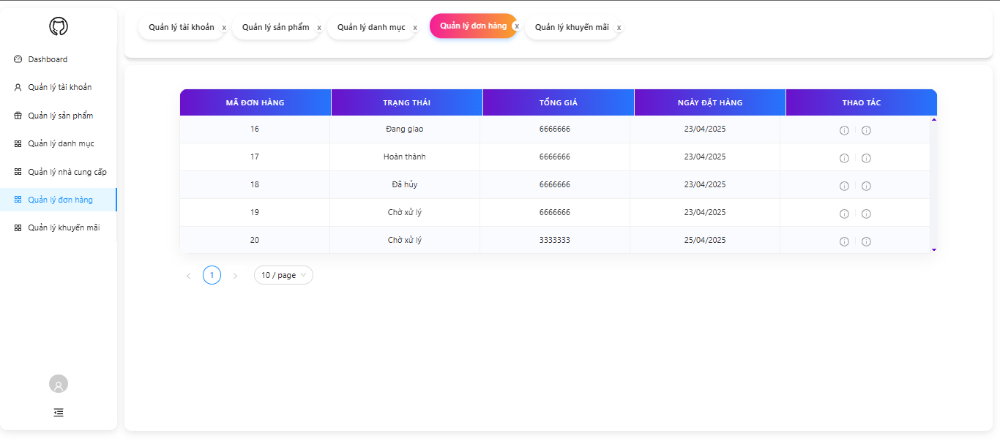 Quản lý tài khoản x Quản lý sản phẩm x Quản lý danh mục x Quản lý đơn hàng x Quản lý khuyến mãi x
Dashboard
Quản lý tài khoản
Quản lý sản phẩm
Quản lý danh mục
Quản lý nhà cung cấp
Quản lý đơn hàng
Quản lý khuyến mãi
MÃ ĐƠN HÀNG TRẠNG THÁI TỔNG GIÁ NGÀY ĐẶT HÀNG THAO TÁC
16 Đang giao 6666666 23/04/2025
17 Hoàn thành 6666666 23/04/2025
18 Đã hủy 6666666 23/04/2025
19 Chờ xử lý 6666666 23/04/2025
20 Chờ xử lý 3333333 25/04/2025
< 1 > 10 / page